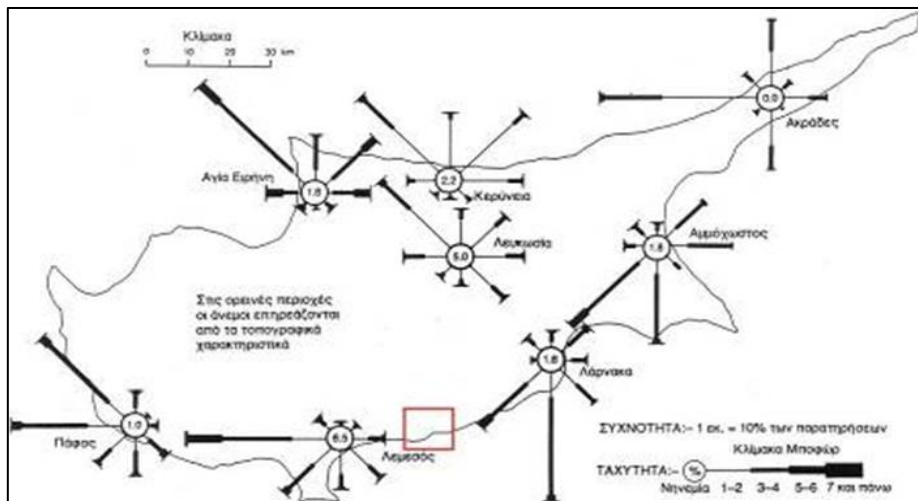 Κλίμακα
0 10 20 30 km
0,0
Ακράδες
Αγία Ειρήνη
1.8
2.2
Κερύνεια
Λευκωσία
5,0
Αμμόχωστος
1.8
Στις ορεινές περιοχές
οι άνεμοι επηρεάζονται
από τα τοπογραφικά
χαρακτηριστικά
1.8
Λάρνακα
Πάφος
1.0
6.5
Λεμεσός
ΣΥΧΝΟΤΗΤΑ:– 1 εκ. = 10% των παρατηρήσεων
Κλίμακα Μποφώρ
ΤΑΧΥΤΗΤΑ:– %
Νηνεμία 1–2 3–4 5–6 7 και πάνω